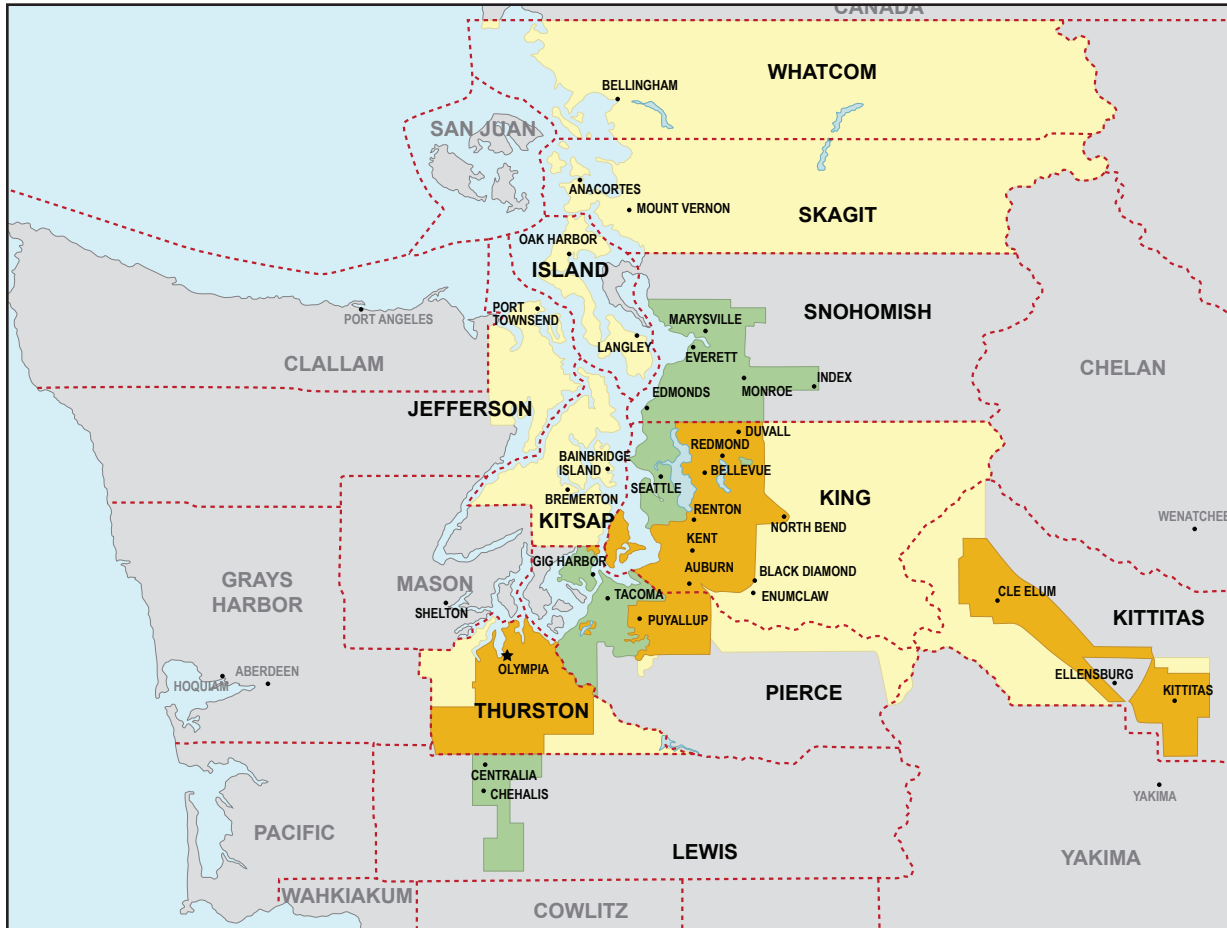 CANADA
WHATCOM
BELLINGHAM
SAN JUAN
ANACORTES
MOUNT VERNON
SKAGIT
OAK HARBOR
ISLAND
PORT
TOWNSEND
PORT ANGELES
SNOHOMISH
MARYSVILLE
LANGLEY
EVERETT
CLALLAM
CHELAN
INDEX
MONROE
EDMONDS
JEFFERSON
DUVALL
REDMOND
BAINBRIDGE
ISLAND
BELLEVUE
SEATTLE
BREMERTON
KING
RENTON
NORTH BEND
KITSAP
WENATCHEE
KENT
GIG HARBOR
AUBURN
BLACK DIAMOND
ENUMCLAW
GRAYS
HARBOR
MASON
SHELTON
TACOMA
CLE ELUM
PUYALLUP
KITTITAS
OLYMPIA
ABERDEEN
HOQUIAM
ELLENSBURG
KITTITAS
PIERCE
THURSTON
CENTRALIA
CHEHALIS
YAKIMA
PACIFIC
LEWIS
YAKIMA
WAHKIAKUM
COWLITZ